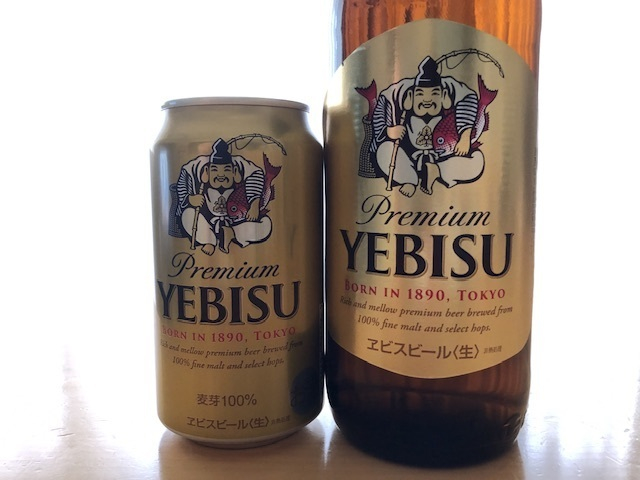 Premium
YEBISU
BORN IN 1890, TOKYO
Rich and mellow premium beer brewed from
100% fine malts and select hops.
麦芽100%
ヱビスビール〈生〉
Premium
YEBISU
BORN IN 1890, TOKYO
Rich and mellow premium beer brewed from
100% fine malts and select hops.
ヱビスビール〈生〉